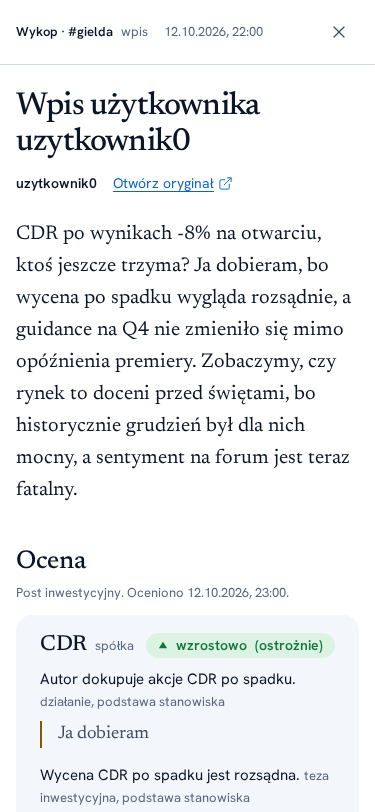 Wykop · #gielda wpis 12.10.2026, 22:00
Wpis użytkownika
uzytkownik0
uzytkownik0 Otwórz oryginał
CDR po wynikach -8% na otwarciu,
ktoś jeszcze trzyma? Ja dobieram, bo
wycena po spadku wygląda rozsądnie, a
guidance na Q4 nie zmieniło się mimo
opóźnienia premiery. Zobaczymy, czy
rynek to doceni przed świętami, bo
historycznie grudzień był dla nich
mocny, a sentyment na forum jest teraz
fatalny.
Ocena
Post inwestycyjny. Oceniono 12.10.2026, 23:00.
CDR spółka ▲ wzrostowo (ostrożnie)
Autor dokupuje akcje CDR po spadku.
działanie, podstawa stanowiska
Ja dobieram
Wycena CDR po spadku jest rozsądna. teza
inwestycyjna, podstawa stanowiska